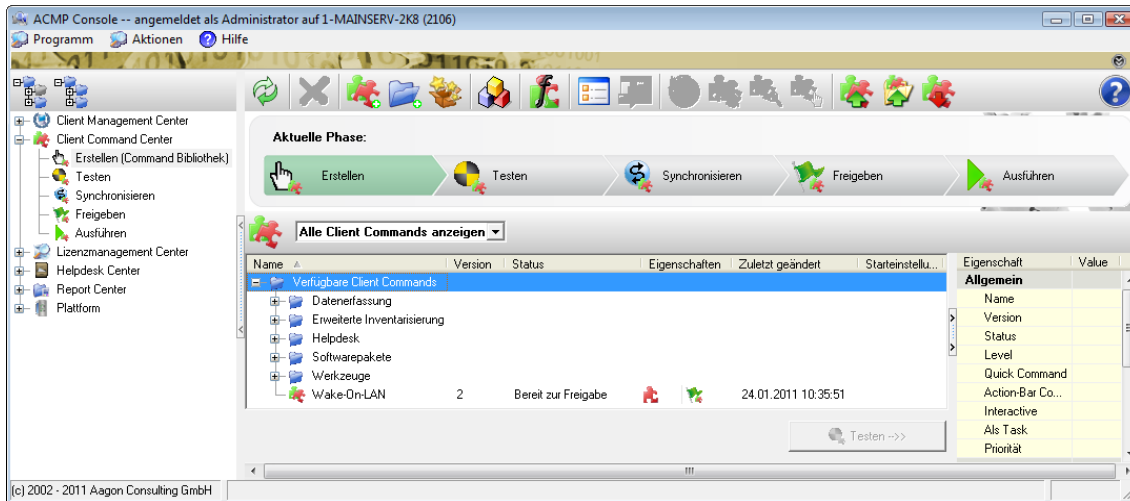 ACMP Console -- angemeldet als Administrator auf 1-MAINSERV-2K8 (2106)
Programm Aktionen Hilfe
Client Management Center
Client Command Center
Erstellen (Command Bibliothek)
Testen
Synchronisieren
Freigeben
Ausführen
Lizenzmanagement Center
Helpdesk Center
Report Center
Plattform
Aktuelle Phase:
Erstellen Testen Synchronisieren Freigeben Ausführen
Alle Client Commands anzeigen
Name Version Status Eigenschaften Zuletzt geändert Starteinstellu...
Verfügbare Client Commands
Datenerfassung
Erweiterte Inventarisierung
Helpdesk
Softwarepakete
Werkzeuge
Wake-On-LAN 2 Bereit zur Freigabe 24.01.2011 10:35:51
Testen -->>
Eigenschaft Value
Allgemein
Name
Version
Status
Level
Quick Command
Action-Bar Co...
Interactive
Als Task
Priorität
(c) 2002 - 2011 Aagon Consulting GmbH